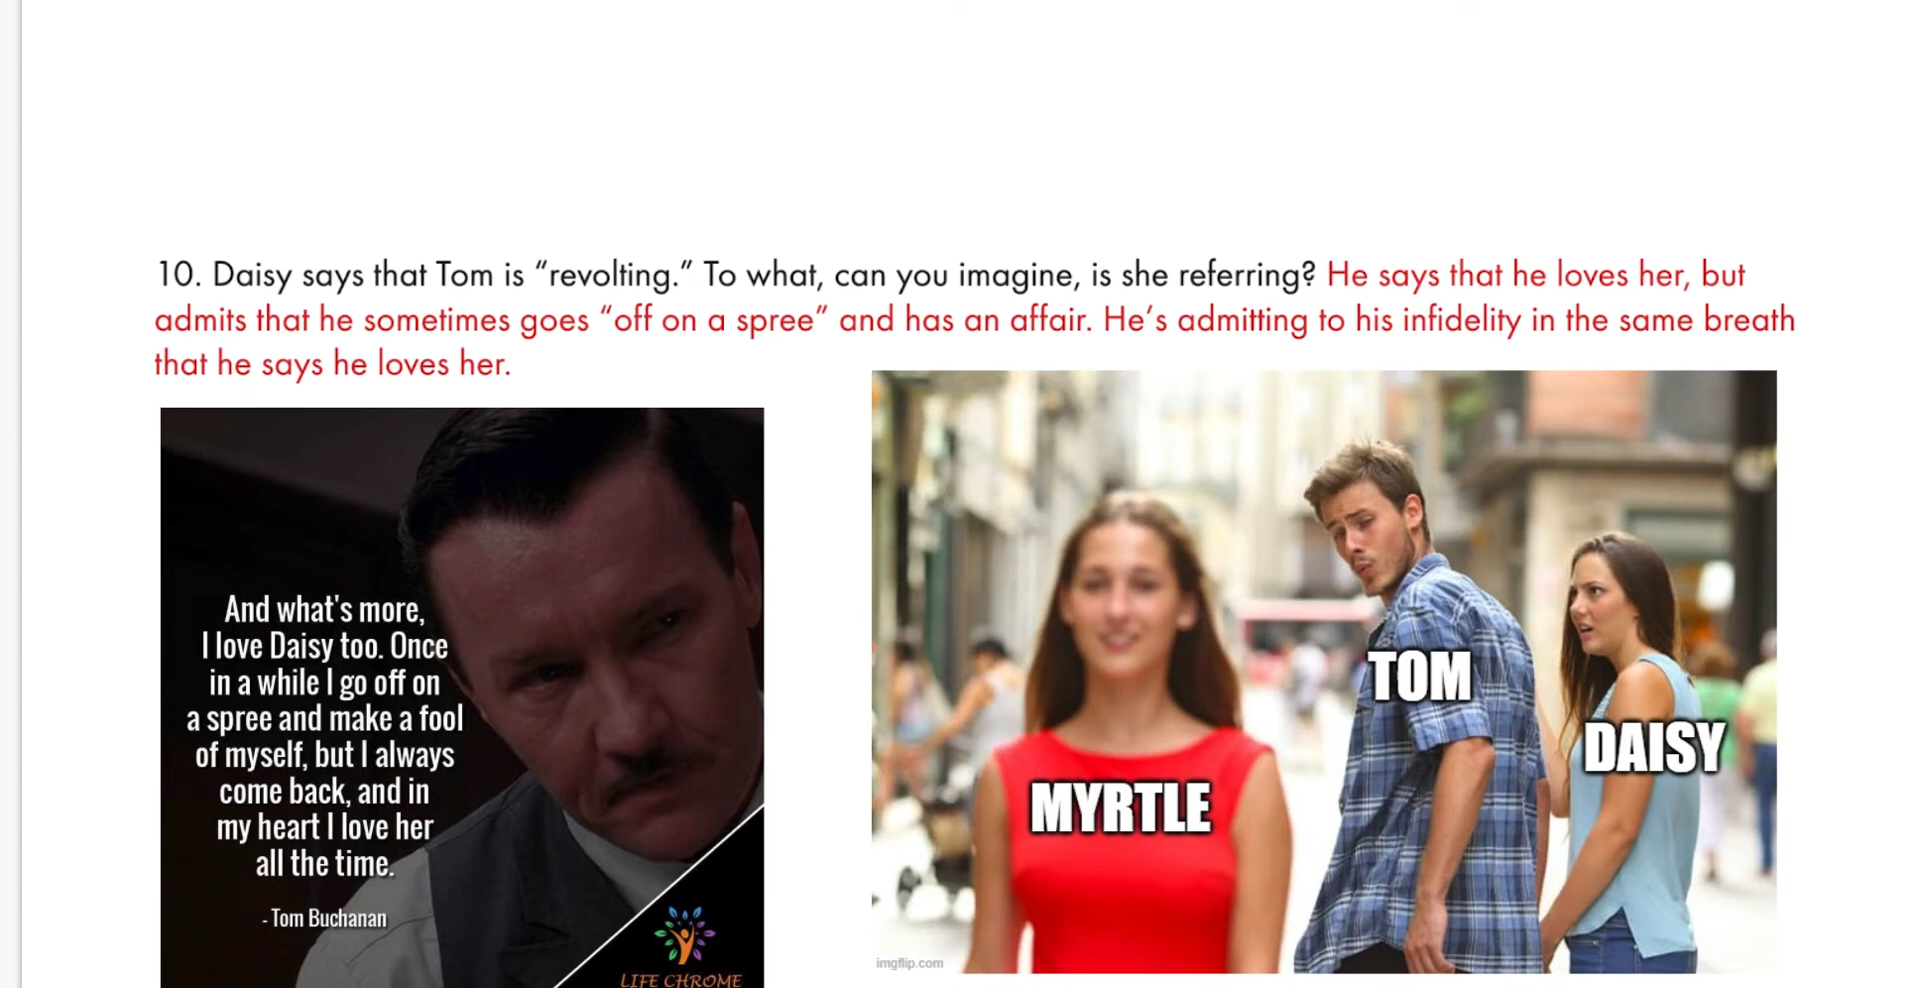 10. Daisy says that Tom is “revolting.” To what, can you imagine, is she referring? He says that he loves her, but
admits that he sometimes goes “off on a spree” and has an affair. He’s admitting to his infidelity in the same breath
that he says he loves her.
And what's more,
I love Daisy too. Once
in a while I go off on
a spree and make a fool
of myself, but I always
come back, and in
my heart I love her
all the time.
- Tom Buchanan
LIFE CHROME
TOM
DAISY
MYRTLE
imgflip.com